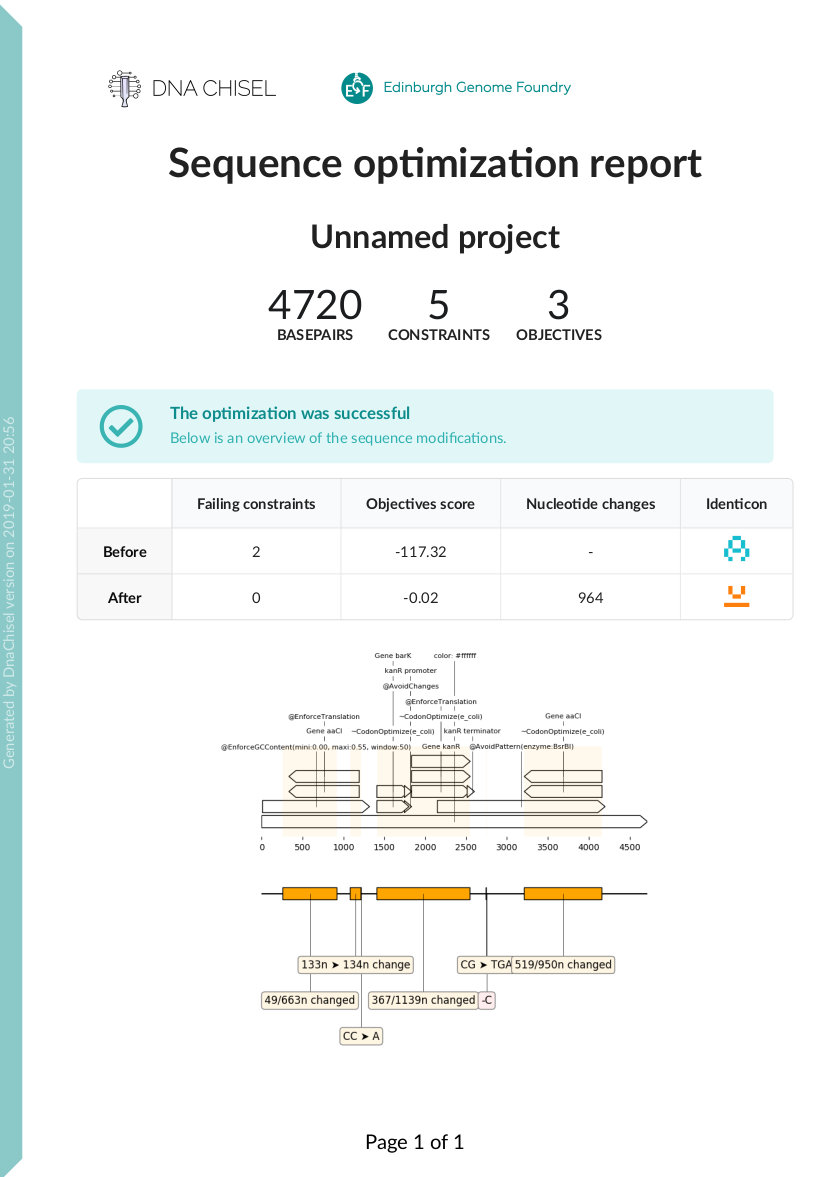 DNA CHISEL
EGF Edinburgh Genome Foundry
Sequence optimization report
Unnamed project
4720 5 3
BASEPAIRS CONSTRAINTS OBJECTIVES
The optimization was successful
Below is an overview of the sequence modifications.
Failing constraints Objectives score Nucleotide changes Identicon
Before 2 -117.32 -
After 0 -0.02 964
Gene barK color: #ffffff
kanR promoter
@AvoidChanges
@EnforceTranslation
@EnforceTranslation ~CodonOptimize(e_coli) Gene aaCI
Gene aaCI ~CodonOptimize(e_coli) kanR terminator ~CodonOptimize(e_coli)
@EnforceGCContent(mini:0.00, maxi:0.55, window:50) Gene kanR @AvoidPattern(enzyme:BsrBI)
0 500 1000 1500 2000 2500 3000 3500 4000 4500
133n ➤ 134n change CG ➤ TGA 519/950n changed
49/663n changed 367/1139n changed -C
CC ➤ A
Page 1 of 1
Generated by DnaChisel version on 2019-01-31 20:56